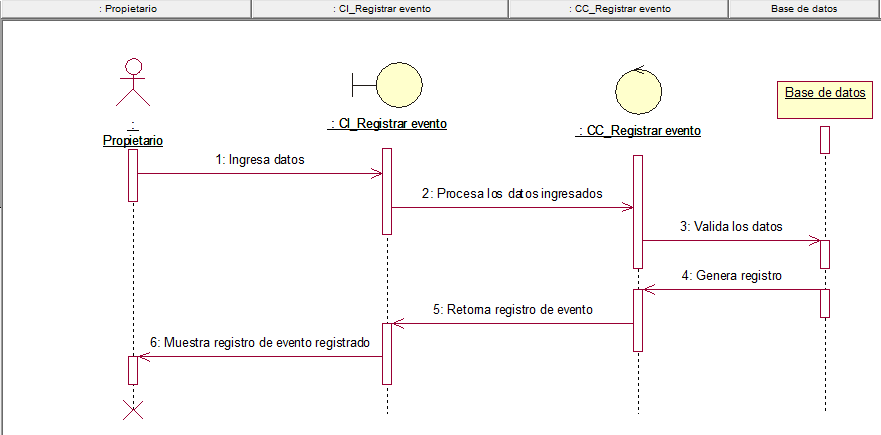 : Propietario
: CI_Registrar evento
: CC_Registrar evento
Base de datos
:
Propietario
: CI_Registrar evento
: CC_Registrar evento
Base de datos
1: Ingresa datos
2: Procesa los datos ingresados
3: Valida los datos
4: Genera registro
5: Retorna registro de evento
6: Muestra registro de evento registrado